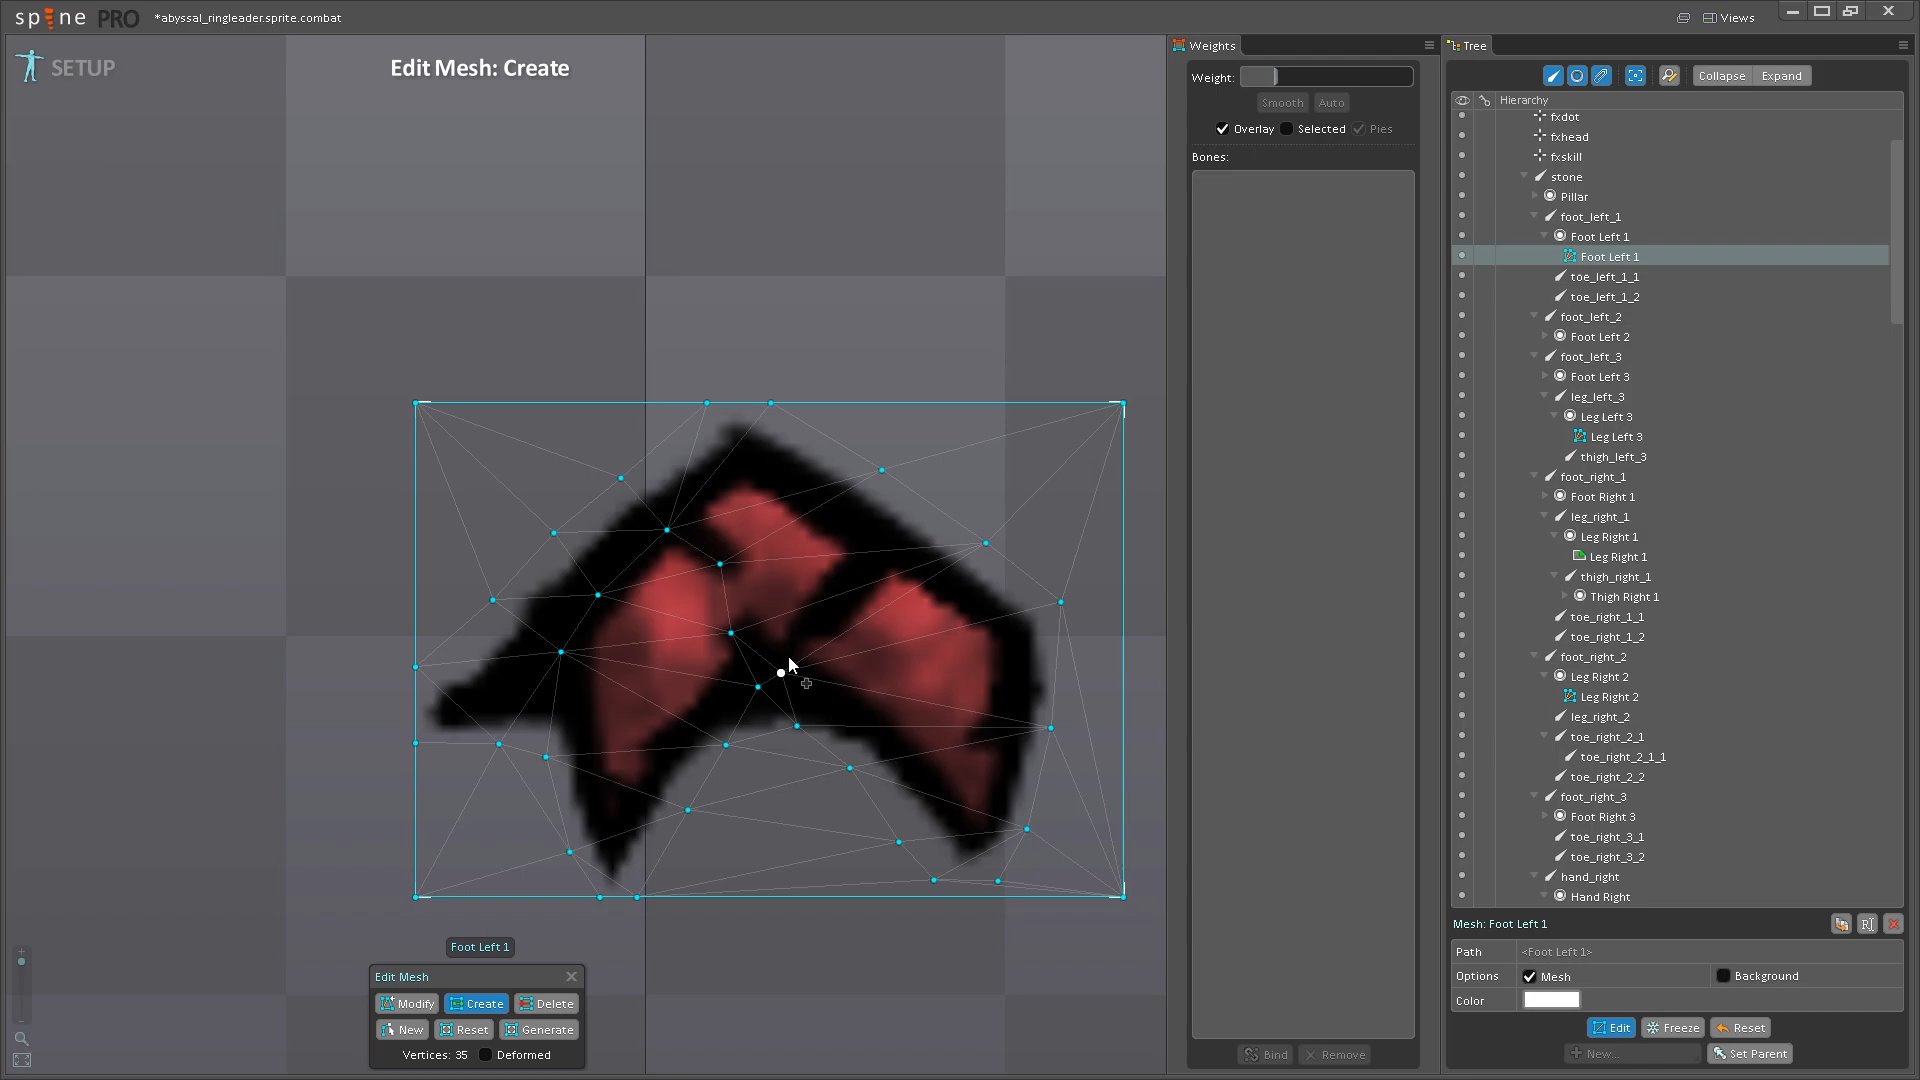 spine PRO
*abyssal_ringleader.sprite.combat
Views
SETUP
Edit Mesh: Create
Foot Left 1
Edit Mesh
Modify Create Delete
New Reset Generate
Vertices: 35 Deformed
Weights
Weight:
Smooth Auto
Overlay Selected Pies
Bones:
Bind Remove
Tree
Collapse Expand
Hierarchy
fxdot
fxhead
fxskill
stone
Pillar
foot_left_1
Foot Left 1
Foot Left 1
toe_left_1_1
toe_left_1_2
foot_left_2
Foot Left 2
foot_left_3
Foot Left 3
leg_left_3
Leg Left 3
Leg Left 3
thigh_left_3
foot_right_1
Foot Right 1
leg_right_1
Leg Right 1
Leg Right 1
thigh_right_1
Thigh Right 1
toe_right_1_1
toe_right_1_2
foot_right_2
Leg Right 2
Leg Right 2
leg_right_2
toe_right_2_1
toe_right_2_1_1
toe_right_2_2
foot_right_3
Foot Right 3
toe_right_3_1
toe_right_3_2
hand_right
Hand Right
Mesh: Foot Left 1
Path <Foot Left 1>
Options Mesh Background
Color
Edit Freeze Reset
New... Set Parent